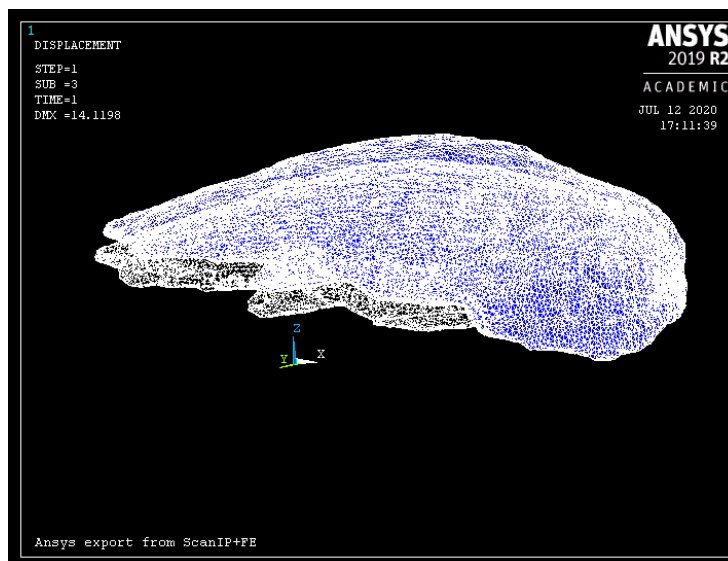 1
DISPLACEMENT
STEP=1
SUB =3
TIME=1
DMX =14.1198
ANSYS
2019 R2
ACADEMIC
JUL 12 2020
17:11:39
Z
Y
X
Ansys export from ScanIP+FE